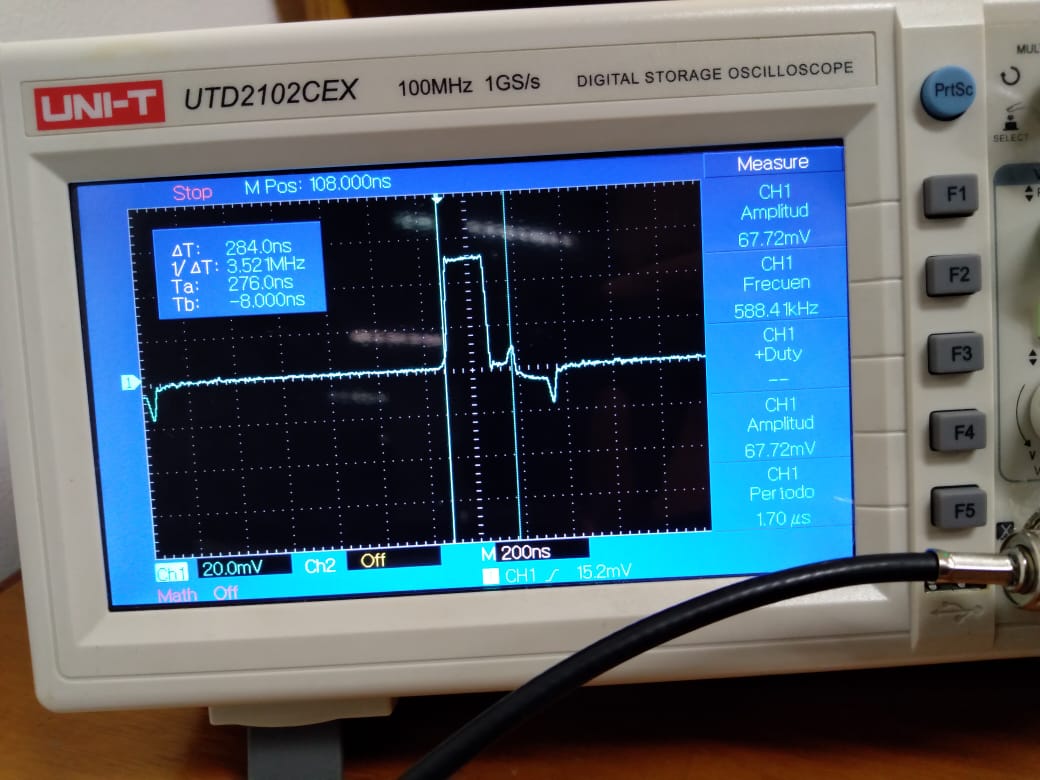 UNI-T UTD2102CEX 100MHz 1GS/s DIGITAL STORAGE OSCILLOSCOPE
PrtSc
SELECT
Stop M Pos: 108.000ns
Measure
ΔT: 284.0ns
1/ΔT: 3.521MHz
Ta: 276.0ns
Tb: -8.000ns
CH1
Amplitud
67.72mV
CH1
Frecuen
588.41kHz
CH1
+Duty
--
CH1
Amplitud
67.72mV
CH1
Período
1.70 µs
F1
F2
F3
F4
F5
1
Ch1 20.0mV Ch2 Off M 200ns
CH1 15.2mV
Math Off